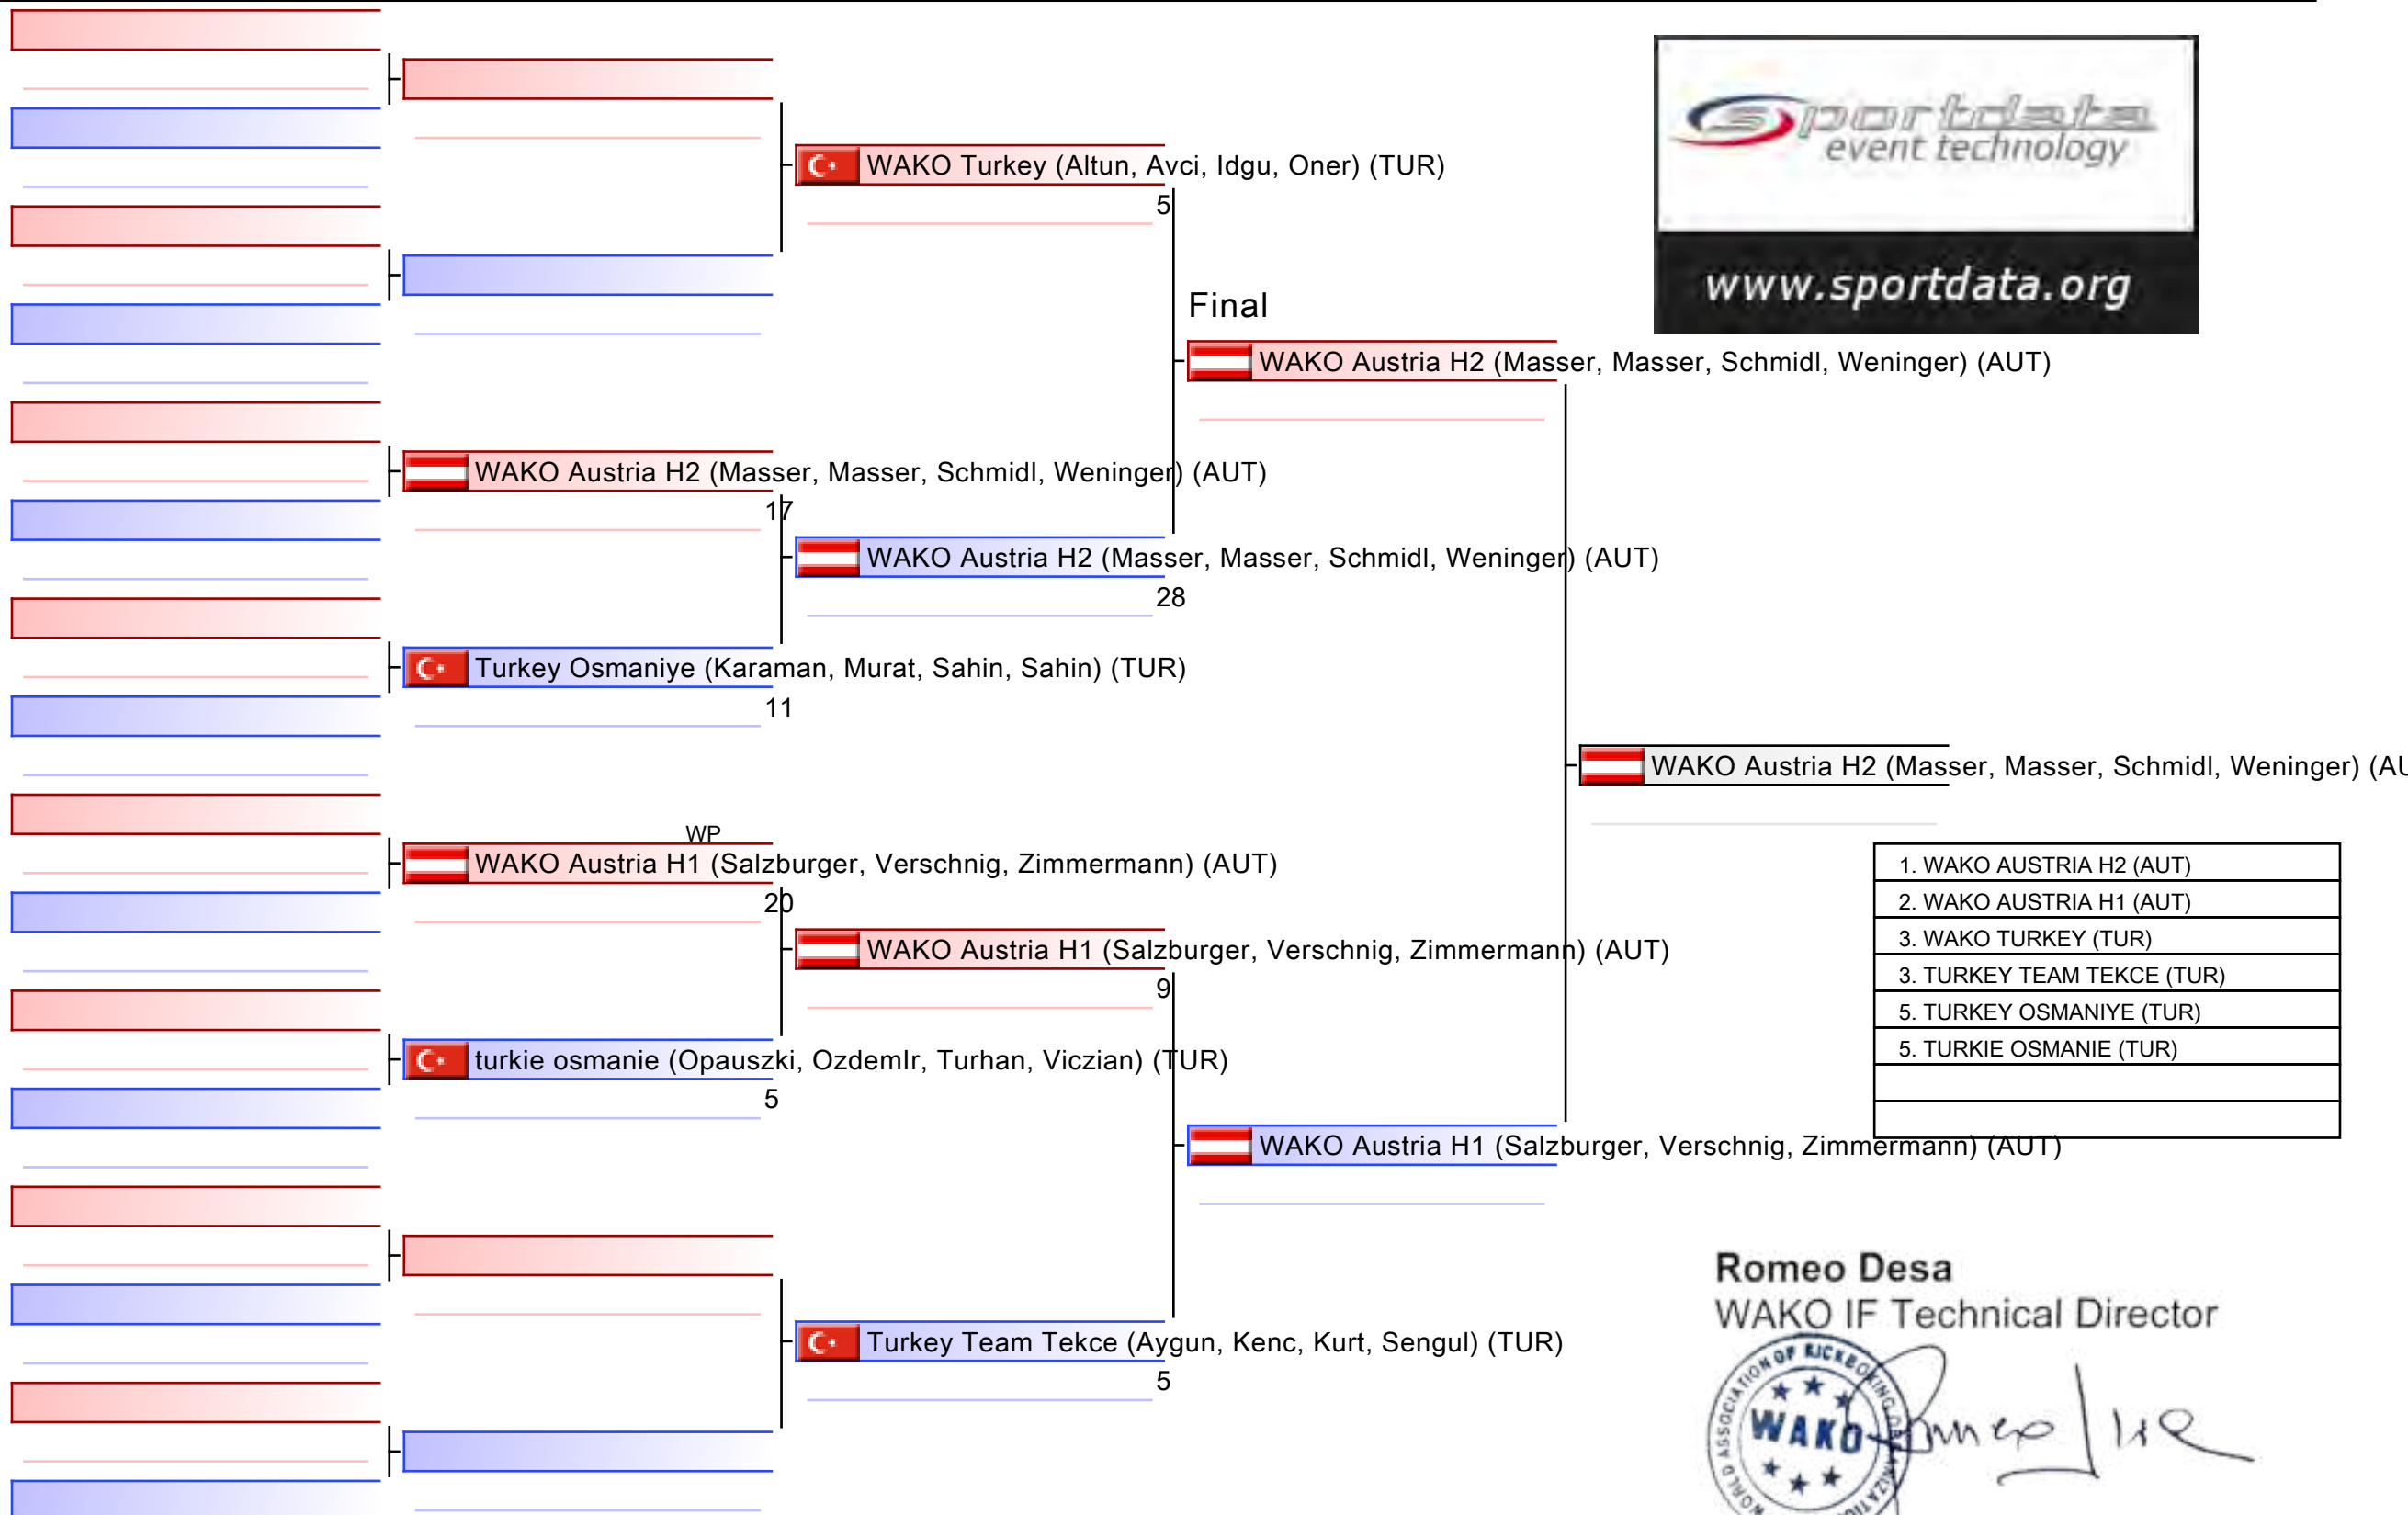 sportdata
event technology
www.sportdata.org
WAKO Turkey (Altun, Avci, Idgu, Oner) (TUR)
5
Final
WAKO Austria H2 (Masser, Masser, Schmidl, Weninger) (AUT)
WAKO Austria H2 (Masser, Masser, Schmidl, Weninger) (AUT)
17
WAKO Austria H2 (Masser, Masser, Schmidl, Weninger) (AUT)
28
Turkey Osmaniye (Karaman, Murat, Sahin, Sahin) (TUR)
11
WAKO Austria H2 (Masser, Masser, Schmidl, Weninger) (AU
WP
WAKO Austria H1 (Salzburger, Verschnig, Zimmermann) (AUT)
20
WAKO Austria H1 (Salzburger, Verschnig, Zimmermann) (AUT)
9
turkie osmanie (Opauszki, OzdemIr, Turhan, Viczian) (TUR)
5
1. WAKO AUSTRIA H2 (AUT)
2. WAKO AUSTRIA H1 (AUT)
3. WAKO TURKEY (TUR)
3. TURKEY TEAM TEKCE (TUR)
5. TURKEY OSMANIYE (TUR)
5. TURKIE OSMANIE (TUR)
WAKO Austria H1 (Salzburger, Verschnig, Zimmermann) (AUT)
Turkey Team Tekce (Aygun, Kenc, Kurt, Sengul) (TUR)
5
Romeo Desa
WAKO IF Technical Director
WORLD ASSOCIATION OF KICKBOXING
WAKO